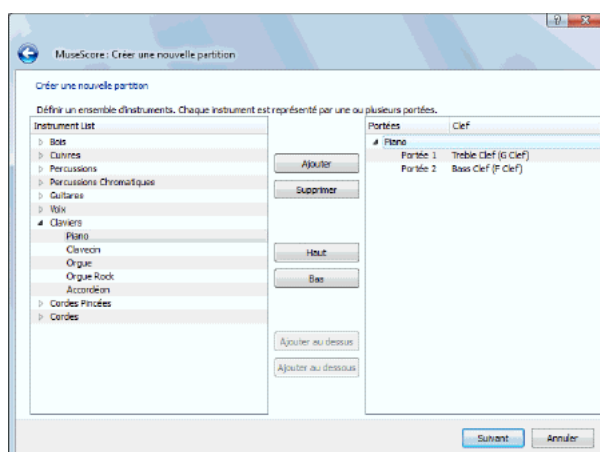 MuseScore : Créer une nouvelle partition
Créer une nouvelle partition
Définir un ensemble d'instruments. Chaque instrument est représenté par une ou plusieurs portées.
Instrument List
Bois
Cuivres
Percussions
Percussions Chromatiques
Guitares
Voix
Claviers
Piano
Clavecin
Orgue
Orgue Rock
Accordéon
Cordes Pincées
Cordes
Ajouter
Supprimer
Haut
Bas
Ajouter au dessus
Ajouter au dessous
Portées Clef
Piano
Portée 1 Treble Clef (G Clef)
Portée 2 Bass Clef (F Clef)
Suivant Annuler